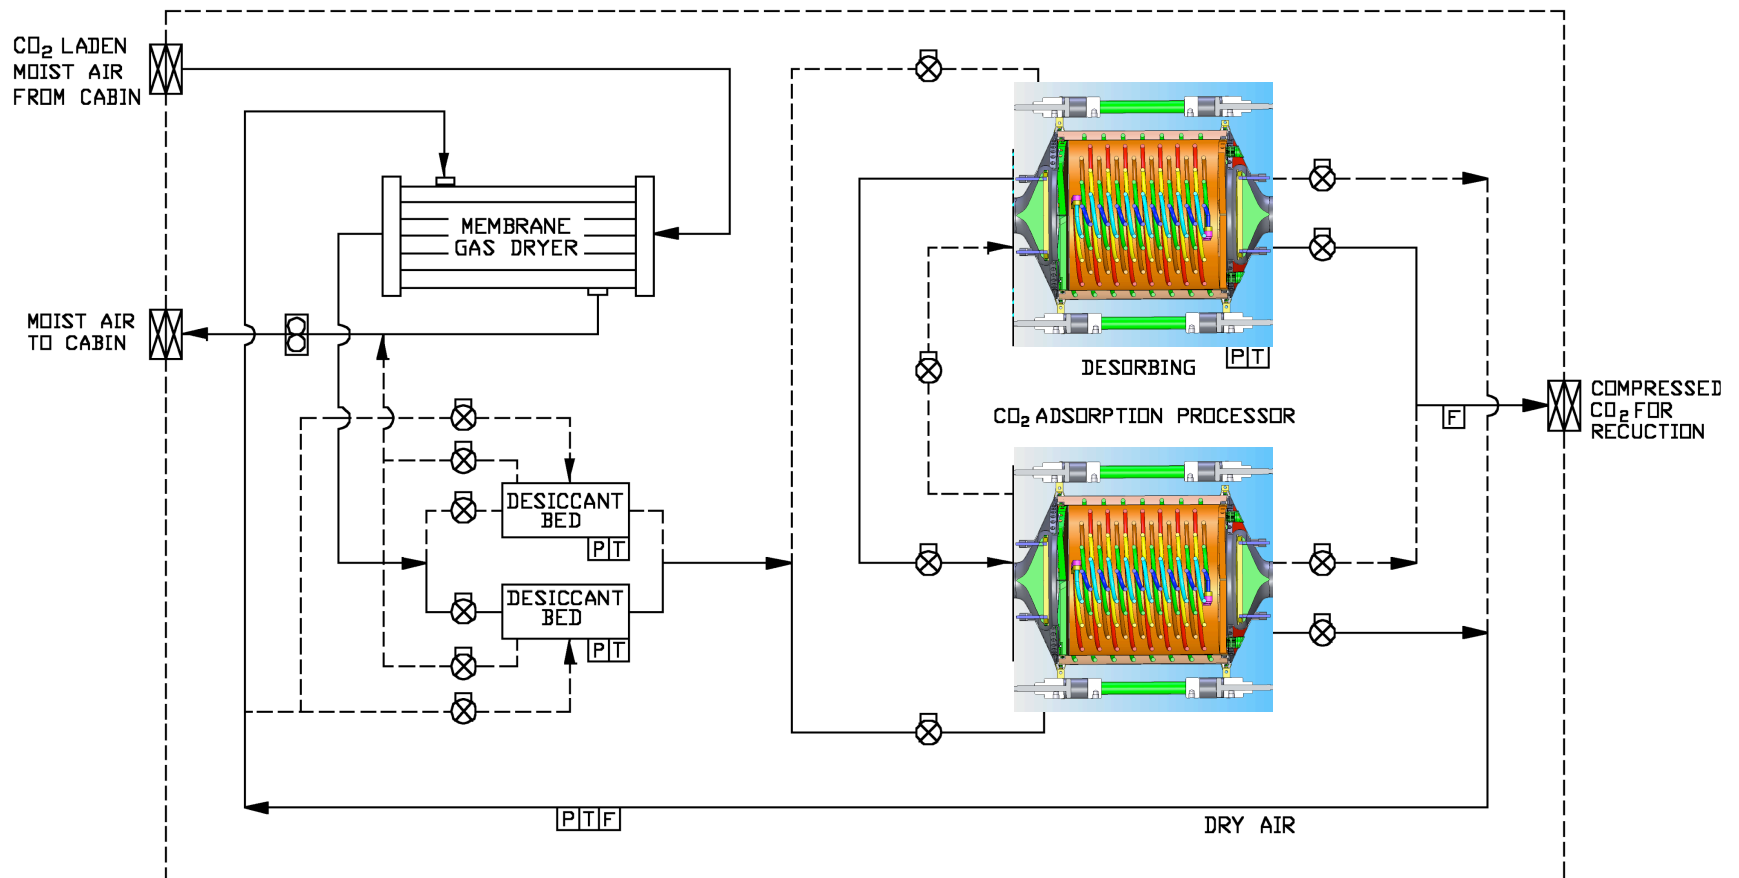 CO2 LADEN
MOIST AIR
FROM CABIN
MEMBRANE
GAS DRYER
MOIST AIR
TO CABIN
DESORBING
P T
CO2 ADSORPTION PROCESSOR
COMPRESSED
CO2 FOR
RECUCTION
F
DESICCANT
BED
P T
DESICCANT
BED
P T
P T F
DRY AIR